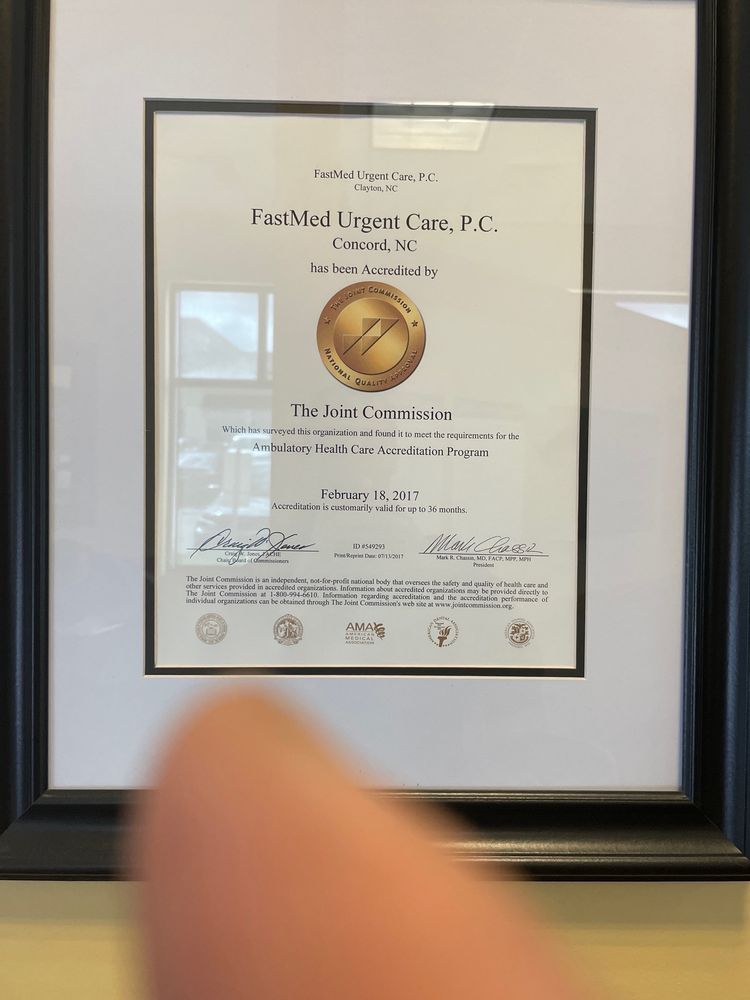 FastMed Urgent Care, P.C.
Clayton, NC
FastMed Urgent Care, P.C.
Concord, NC
has been Accredited by
THE JOINT COMMISSION
NATIONAL QUALITY APPROVAL
The Joint Commission
Which has surveyed this organization and found it to meet the requirements for the
Ambulatory Health Care Accreditation Program
February 18, 2017
Accreditation is customarily valid for up to 36 months.
Craig W. Jones, FACHE
Chair, Board of Commissioners
ID #549293
Print/Reprint Date: 07/13/2017
Mark R. Chassin, MD, FACP, MPP, MPH
President
The Joint Commission is an independent, not-for-profit national body that oversees the safety and quality of health care and
other services provided in accredited organizations. Information about accredited organizations may be provided directly to
The Joint Commission at 1-800-994-6610. Information regarding accreditation and the accreditation performance of
individual organizations can be obtained through The Joint Commission's web site at www.jointcommission.org.
AMA
AMERICAN
MEDICAL
ASSOCIATION